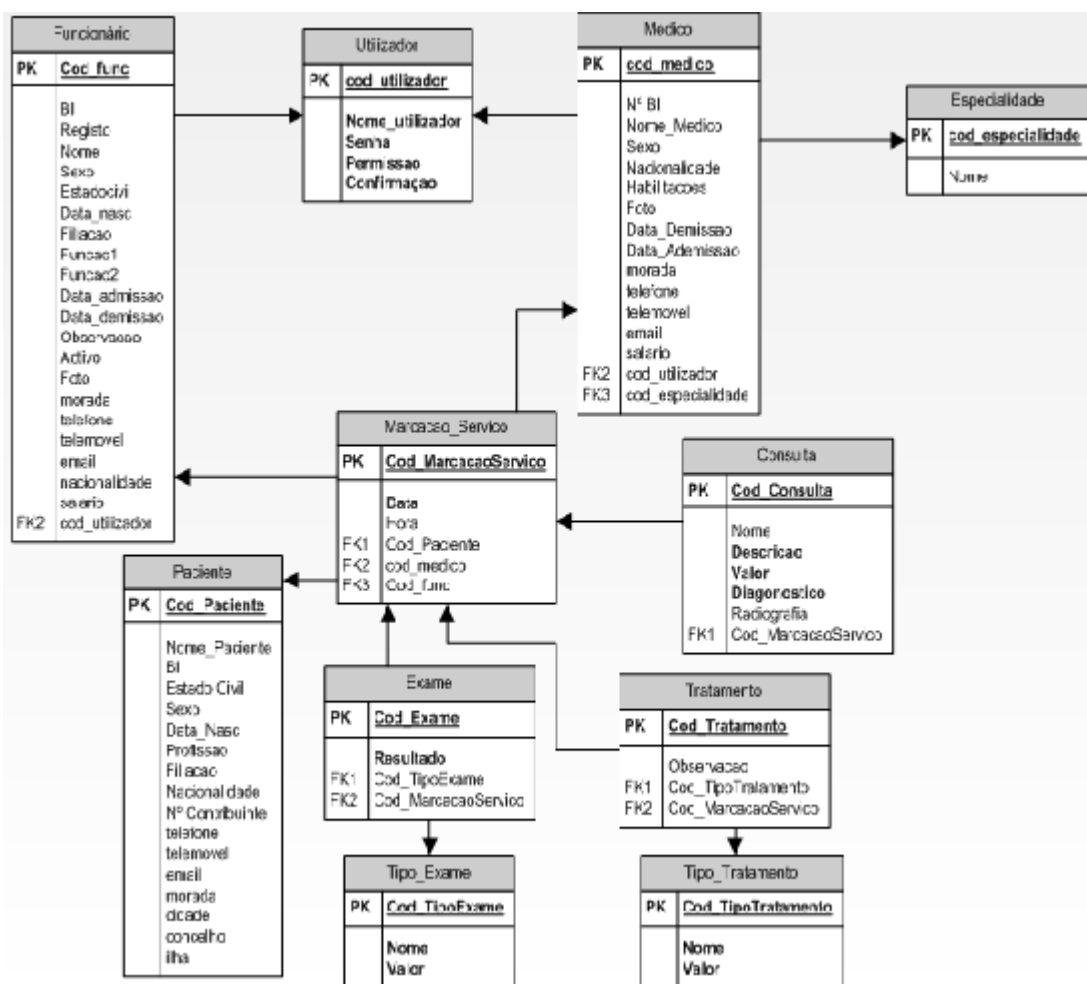 Funcionário
PK Cod_func
BI
Registo
Nome
Sexo
Estadocivi
Data_nasc
Filiacao
Funcao1
Funcao2
Data_admissao
Data_demissao
Observacao
Activo
Foto
morada
telefone
telemovel
email
nacionalidade
salario
FK2 cod_utilizador
Utilizador
PK cod_utilizador
Nome_utilizador
Senha
Permissao
Confirmaçao
Medico
PK cod_medico
Nº BI
Nome_Medico
Sexo
Nacionalidade
Habilitacoes
Foto
Data_Demissao
Data_Ademissao
morada
telefone
telemovel
email
salario
FK2 cod_utilizador
FK3 cod_especialidade
Especialidade
PK cod_especialidade
Nome
Marcacao_Servico
PK Cod_MarcacaoServico
Data
Hora
FK1 Cod_Paciente
FK2 cod_medico
FK3 Cod_func
Consulta
PK Cod_Consulta
Nome
Descricao
Valor
Diagonostico
Radiografia
FK1 Cod_MarcacaoServico
Paciente
PK Cod_Paciente
Nome_Paciente
BI
Estado Civil
Sexo
Data_Nasc
Profissao
Filiacao
Nacionalidade
Nº Contribuinte
telefone
telemovel
email
morada
cidade
concelho
ilha
Exame
PK Cod_Exame
Resultado
FK1 Cod_TipoExame
FK2 Cod_MarcacaoServico
Tratamento
PK Cod_Tratamento
Observacao
FK1 Cod_TipoTratamento
FK2 Cod_MarcacaoServico
Tipo_Exame
PK Cod_TipoExame
Nome
Valor
Tipo_Tratamento
PK Cod_TipoTratamento
Nome
Valor